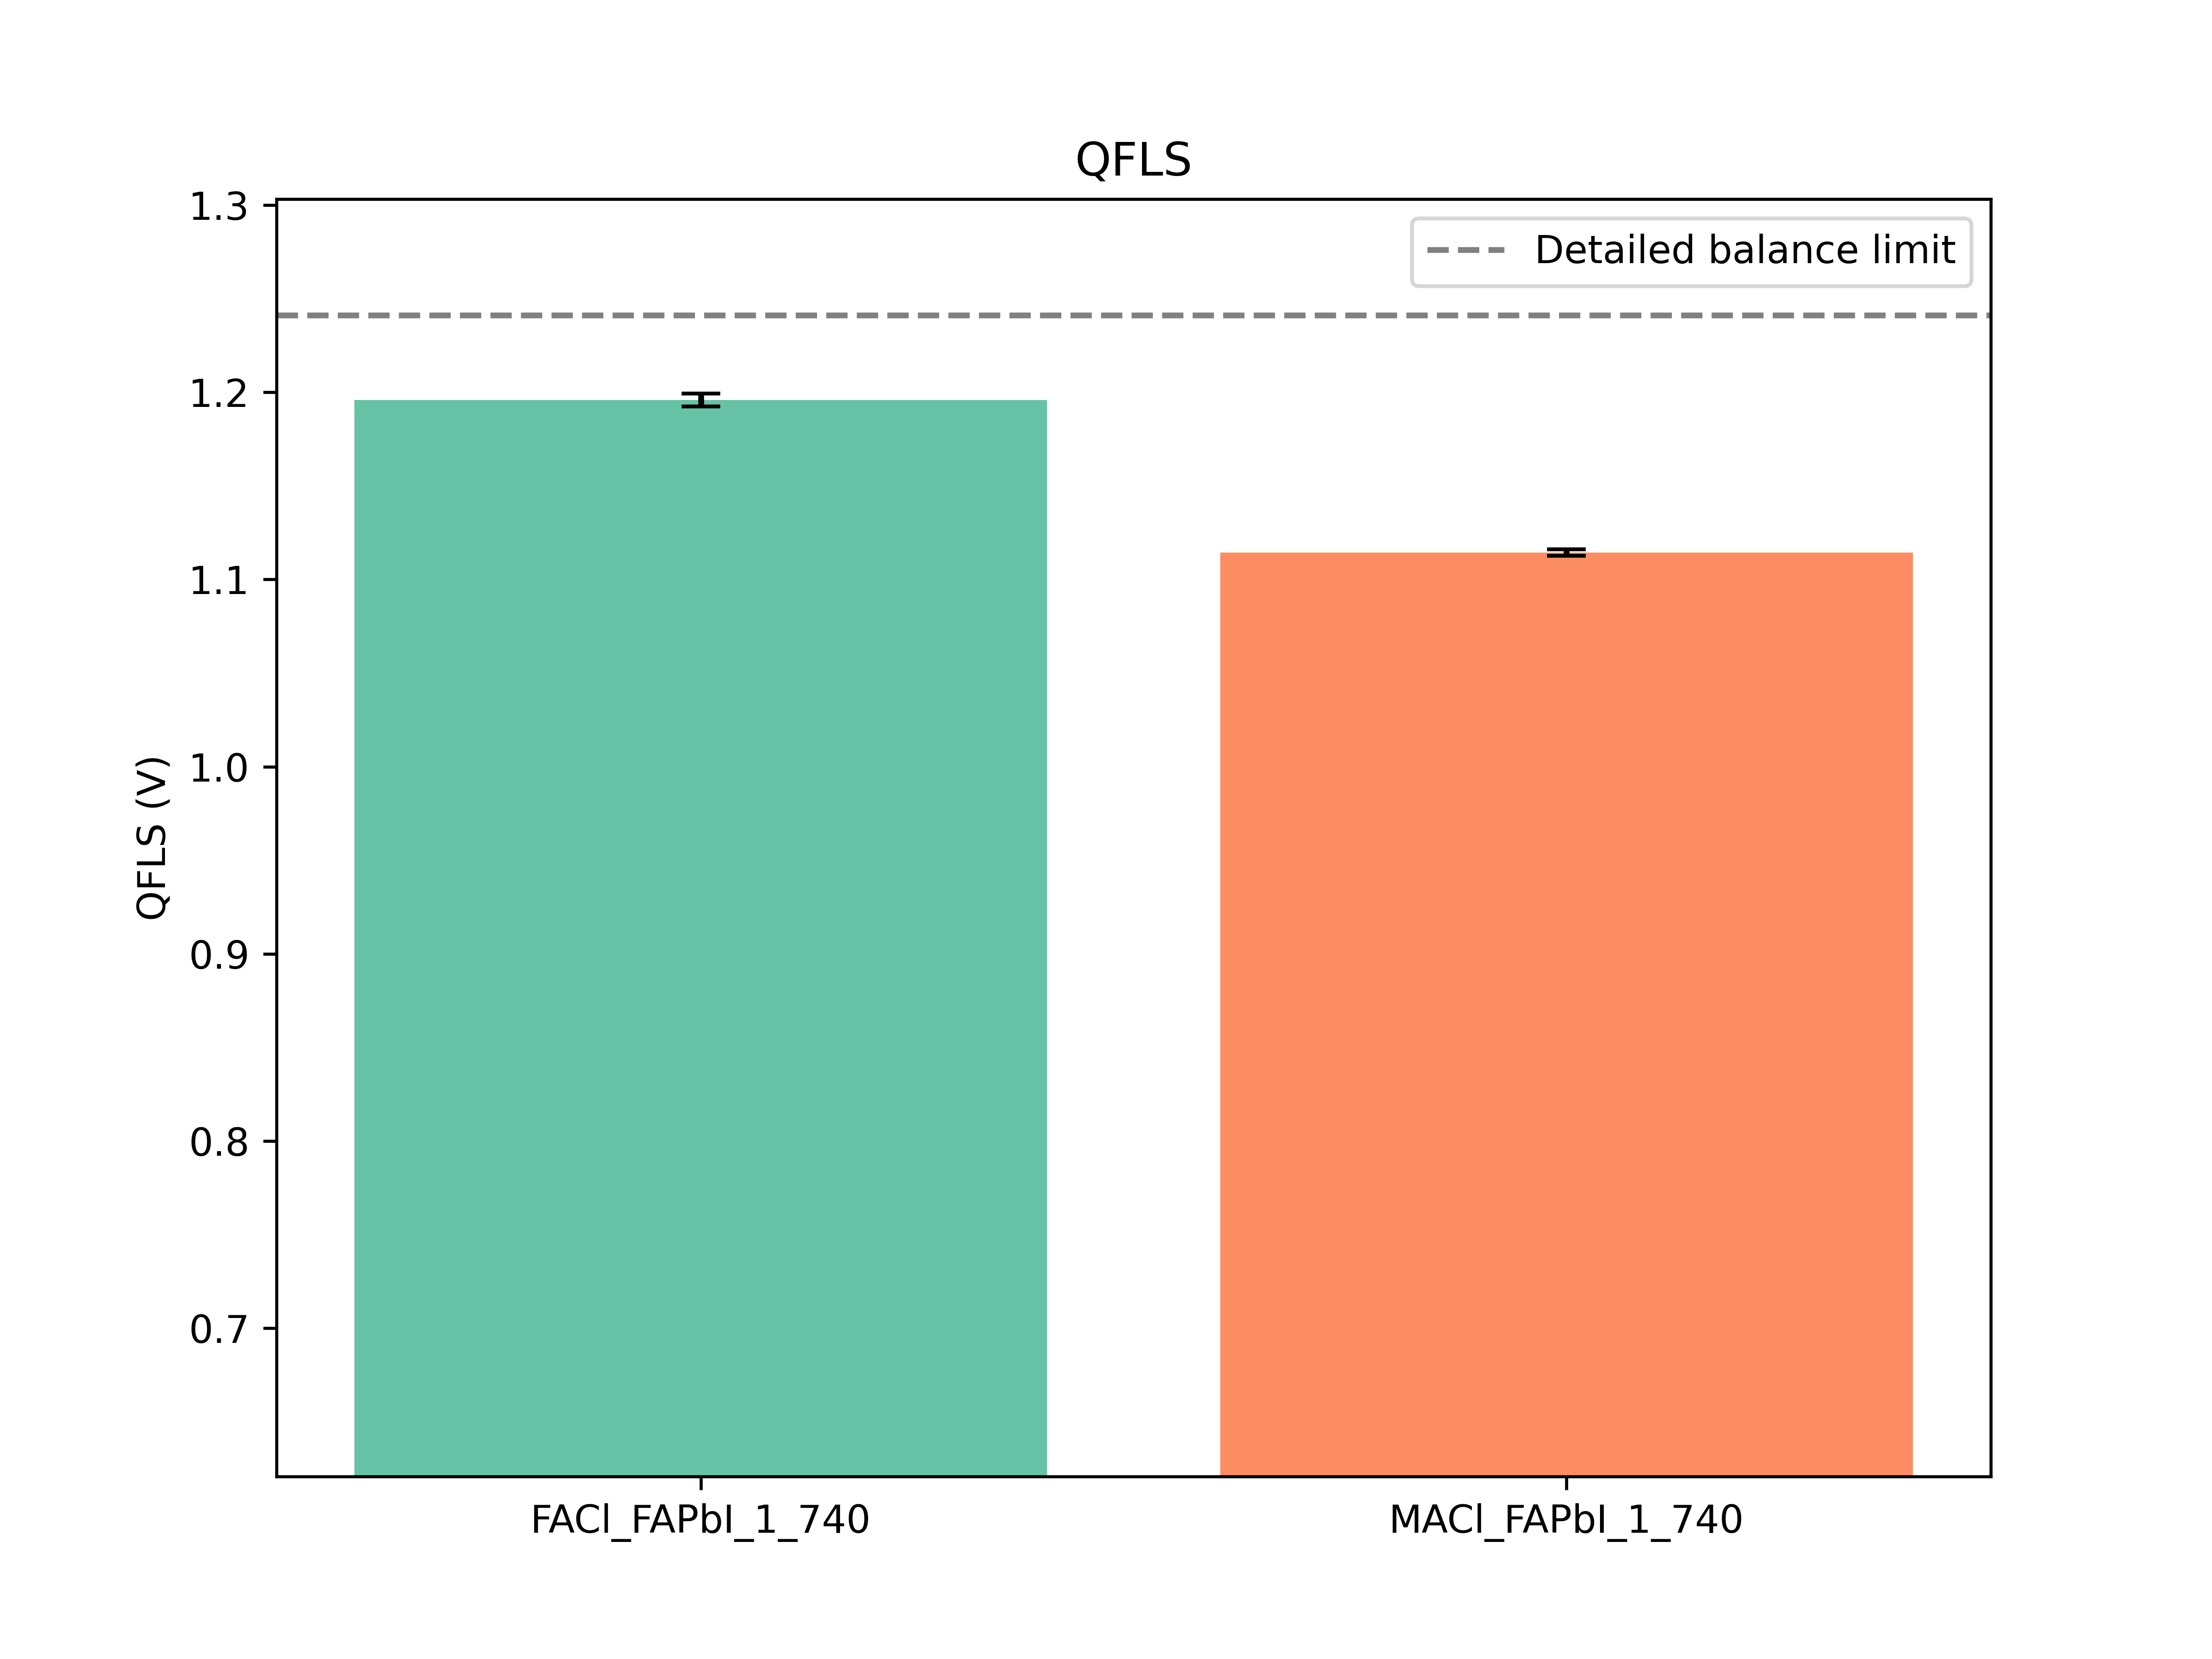 QFLS
Detailed balance limit
QFLS (V)
1.3
1.2
1.1
1.0
0.9
0.8
0.7
FACl_FAPbI_1_740
MACl_FAPbI_1_740